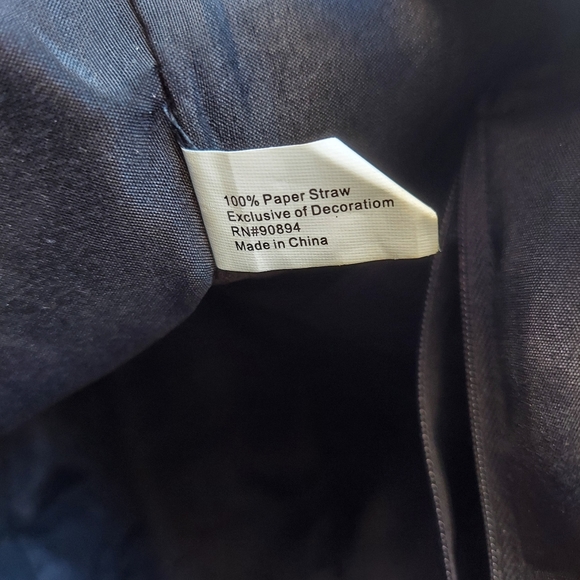 100% Paper Straw
Exclusive of Decoratiom
RN#90894
Made in China